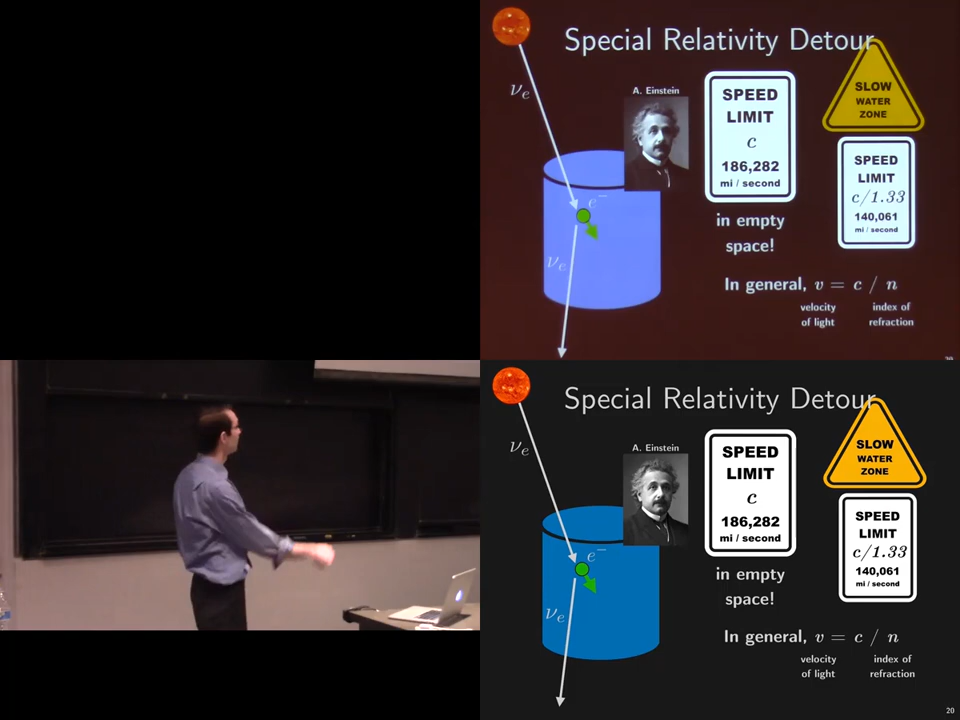 Special Relativity Detour
νₑ
A. Einstein
SPEED
LIMIT
c
186,282
mi / second
SLOW
WATER
ZONE
SPEED
LIMIT
c/1.33
140,061
mi / second
e⁻
in empty
space!
νₑ
In general, v = c / n
velocity
of light
index of
refraction
Special Relativity Detour
νₑ
A. Einstein
SPEED
LIMIT
c
186,282
mi / second
SLOW
WATER
ZONE
SPEED
LIMIT
c/1.33
140,061
mi / second
e⁻
in empty
space!
νₑ
In general, v = c / n
velocity
of light
index of
refraction
20